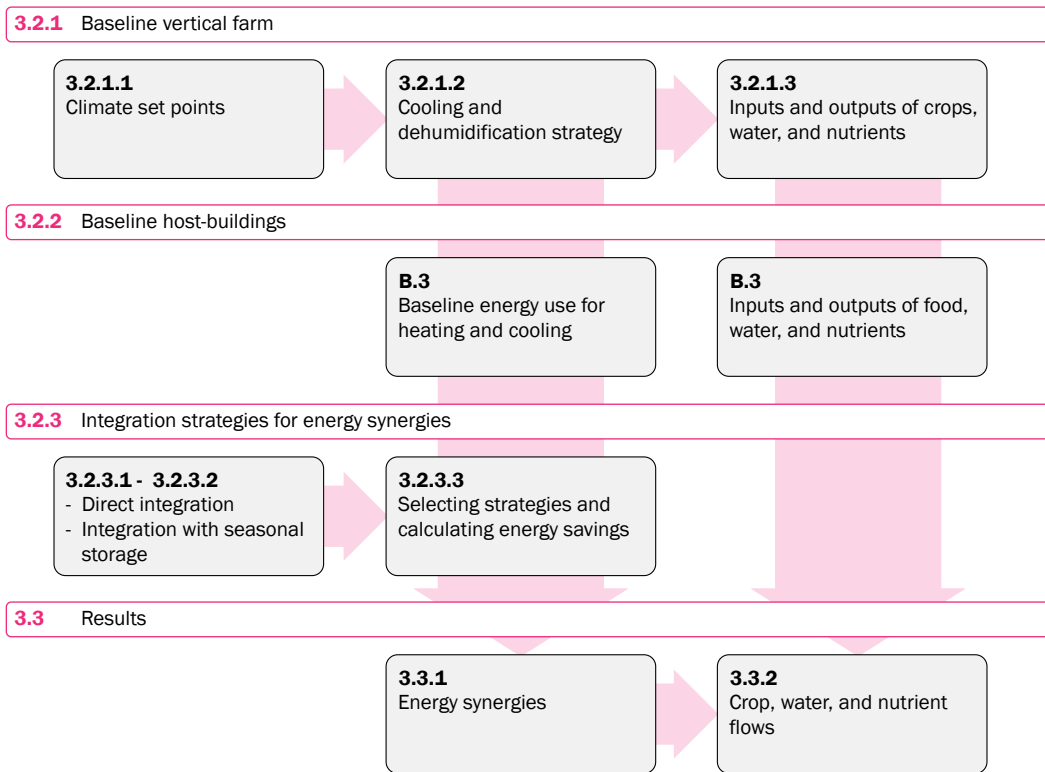 3.2.1 Baseline vertical farm
3.2.1.1
Climate set points
3.2.1.2
Cooling and
dehumidification strategy
3.2.1.3
Inputs and outputs of crops,
water, and nutrients
3.2.2 Baseline host-buildings
B.3
Baseline energy use for
heating and cooling
B.3
Inputs and outputs of food,
water, and nutrients
3.2.3 Integration strategies for energy synergies
3.2.3.1 - 3.2.3.2
- Direct integration
- Integration with seasonal
storage
3.2.3.3
Selecting strategies and
calculating energy savings
3.3 Results
3.3.1
Energy synergies
3.3.2
Crop, water, and nutrient
flows